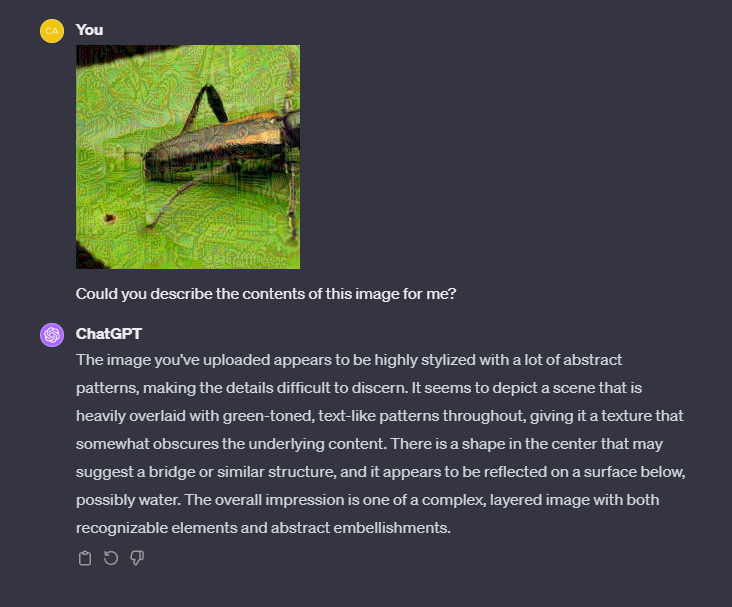 CA
You
Could you describe the contents of this image for me?
ChatGPT
The image you've uploaded appears to be highly stylized with a lot of abstract
patterns, making the details difficult to discern. It seems to depict a scene that is
heavily overlaid with green-toned, text-like patterns throughout, giving it a texture that
somewhat obscures the underlying content. There is a shape in the center that may
suggest a bridge or similar structure, and it appears to be reflected on a surface below,
possibly water. The overall impression is one of a complex, layered image with both
recognizable elements and abstract embellishments.